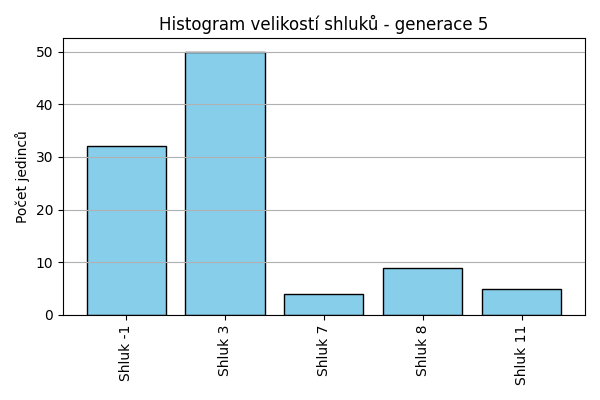 Histogram velikostí shluků - generace 5
Počet jedinců
50
40
30
20
10
0
Shluk -1
Shluk 3
Shluk 7
Shluk 8
Shluk 11